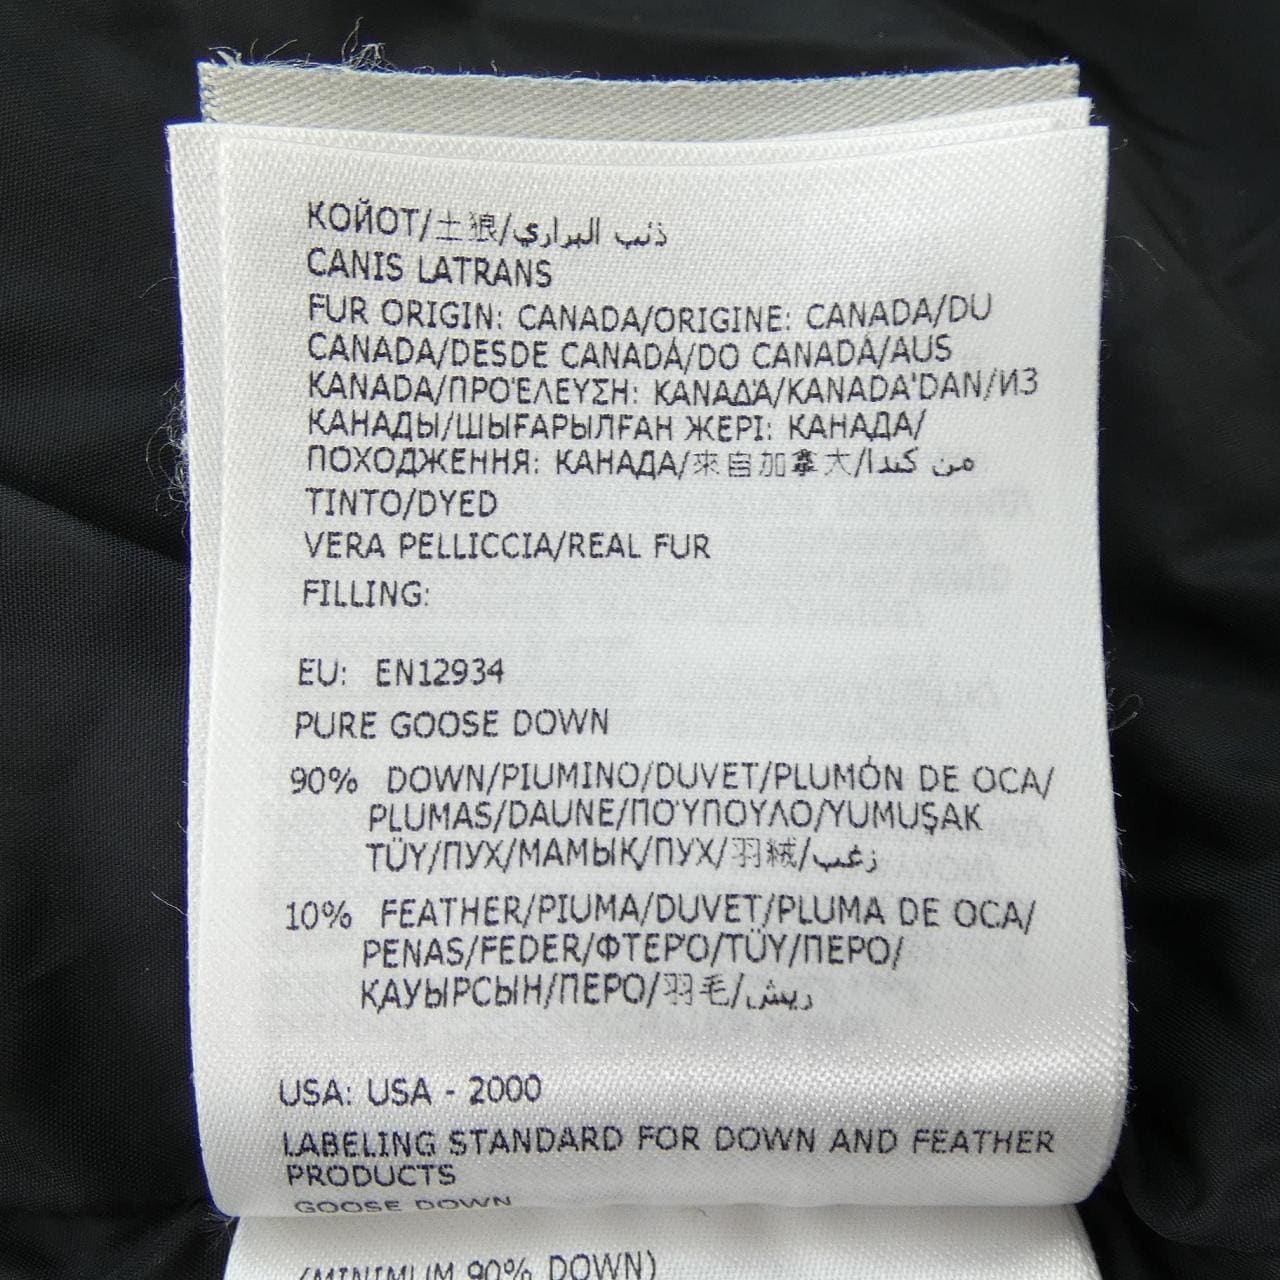 КОЙОТ/土狼/ذئب البراري
CANIS LATRANS
FUR ORIGIN: CANADA/ORIGINE: CANADA/DU
CANADA/DESDE CANADÁ/DO CANADÁ/AUS
KANADA/ΠΡΟΈΛΕΥΣΗ: ΚΑΝΑΔΆ/KANADA'DAN/ИЗ
КАНАДЫ/ШЫҒАРЫЛҒАН ЖЕРІ: КАНАДА/
ПОХОДЖЕННЯ: КАНАДА/來自加拿大/من كندا
TINTO/DYED
VERA PELLICCIA/REAL FUR
FILLING:
EU: EN12934
PURE GOOSE DOWN
90% DOWN/PIUMINO/DUVET/PLUMÓN DE OCA/
PLUMAS/DAUNE/ΠΟΎΠΟΥΛΟ/YUMUŞAK
TÜY/ПУХ/МАМЫҚ/ПУХ/羽絨/زغب
10% FEATHER/PIUMA/DUVET/PLUMA DE OCA/
PENAS/FEDER/ΦΤΕΡΌ/TÜY/ПЕРО/
ҚАУЫРСЫН/ПЕРО/羽毛/ريش
USA: USA - 2000
LABELING STANDARD FOR DOWN AND FEATHER
PRODUCTS
GOOSE DOWN
(MINIMUM 90% DOWN)